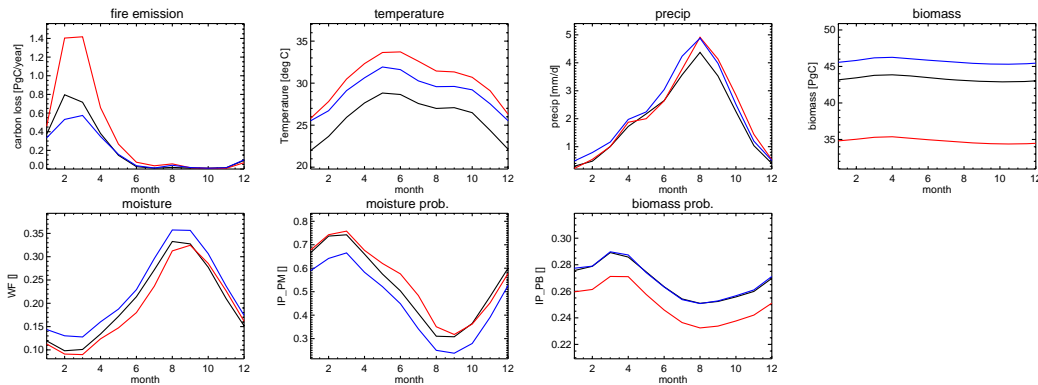 fire emission
carbon loss [PgC/year]
1.4
1.2
1.0
0.8
0.6
0.4
0.2
0.0
2 4 6 8 10 12
month
temperature
Temperature [deg C]
35
30
25
20
2 4 6 8 10 12
month
precip
precip [mm/d]
5
4
3
2
1
2 4 6 8 10 12
month
biomass
biomass [PgC]
50
45
40
35
2 4 6 8 10 12
month
moisture
WF []
0.35
0.30
0.25
0.20
0.15
0.10
2 4 6 8 10 12
month
moisture prob.
IP_PM []
0.8
0.7
0.6
0.5
0.4
0.3
2 4 6 8 10 12
month
biomass prob.
IP_PB []
0.30
0.28
0.26
0.24
0.22
2 4 6 8 10 12
month